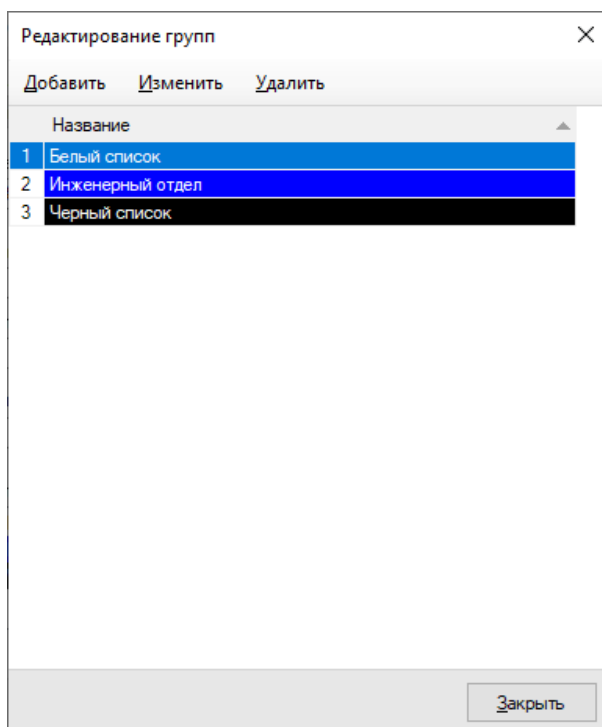 Редактирование групп
Добавить Изменить Удалить
Название
1 Белый список
2 Инженерный отдел
3 Черный список
Закрыть